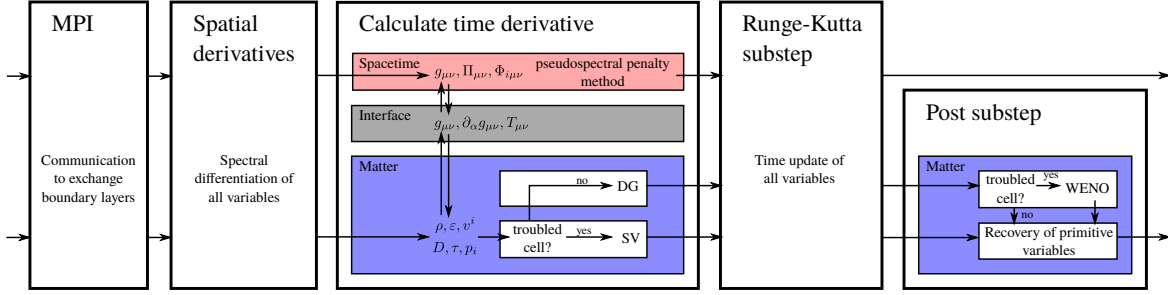 MPI
Communication
to exchange
boundary layers
Spatial
derivatives
Spectral
differentiation of
all variables
Calculate time derivative
Spacetime
g_{μν}, Π_{μν}, Φ_{iμν}
pseudospectral penalty
method
Interface
g_{μν}, ∂_α g_{μν}, T_{μν}
Matter
ρ, ε, v^i
D, τ, p_i
troubled
cell?
no
DG
yes
SV
Runge-Kutta
substep
Time update of
all variables
Post substep
Matter
troubled
cell?
yes
WENO
no
Recovery of primitive
variables